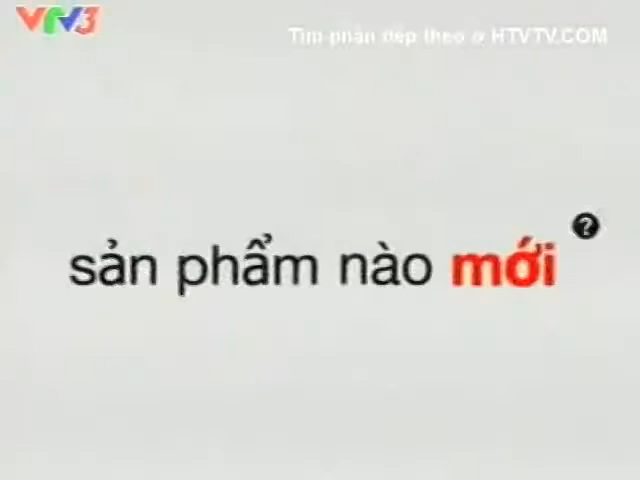 VTV3
Tìm phần tiếp theo ở HTVTV.COM
sản phẩm nào mới ?